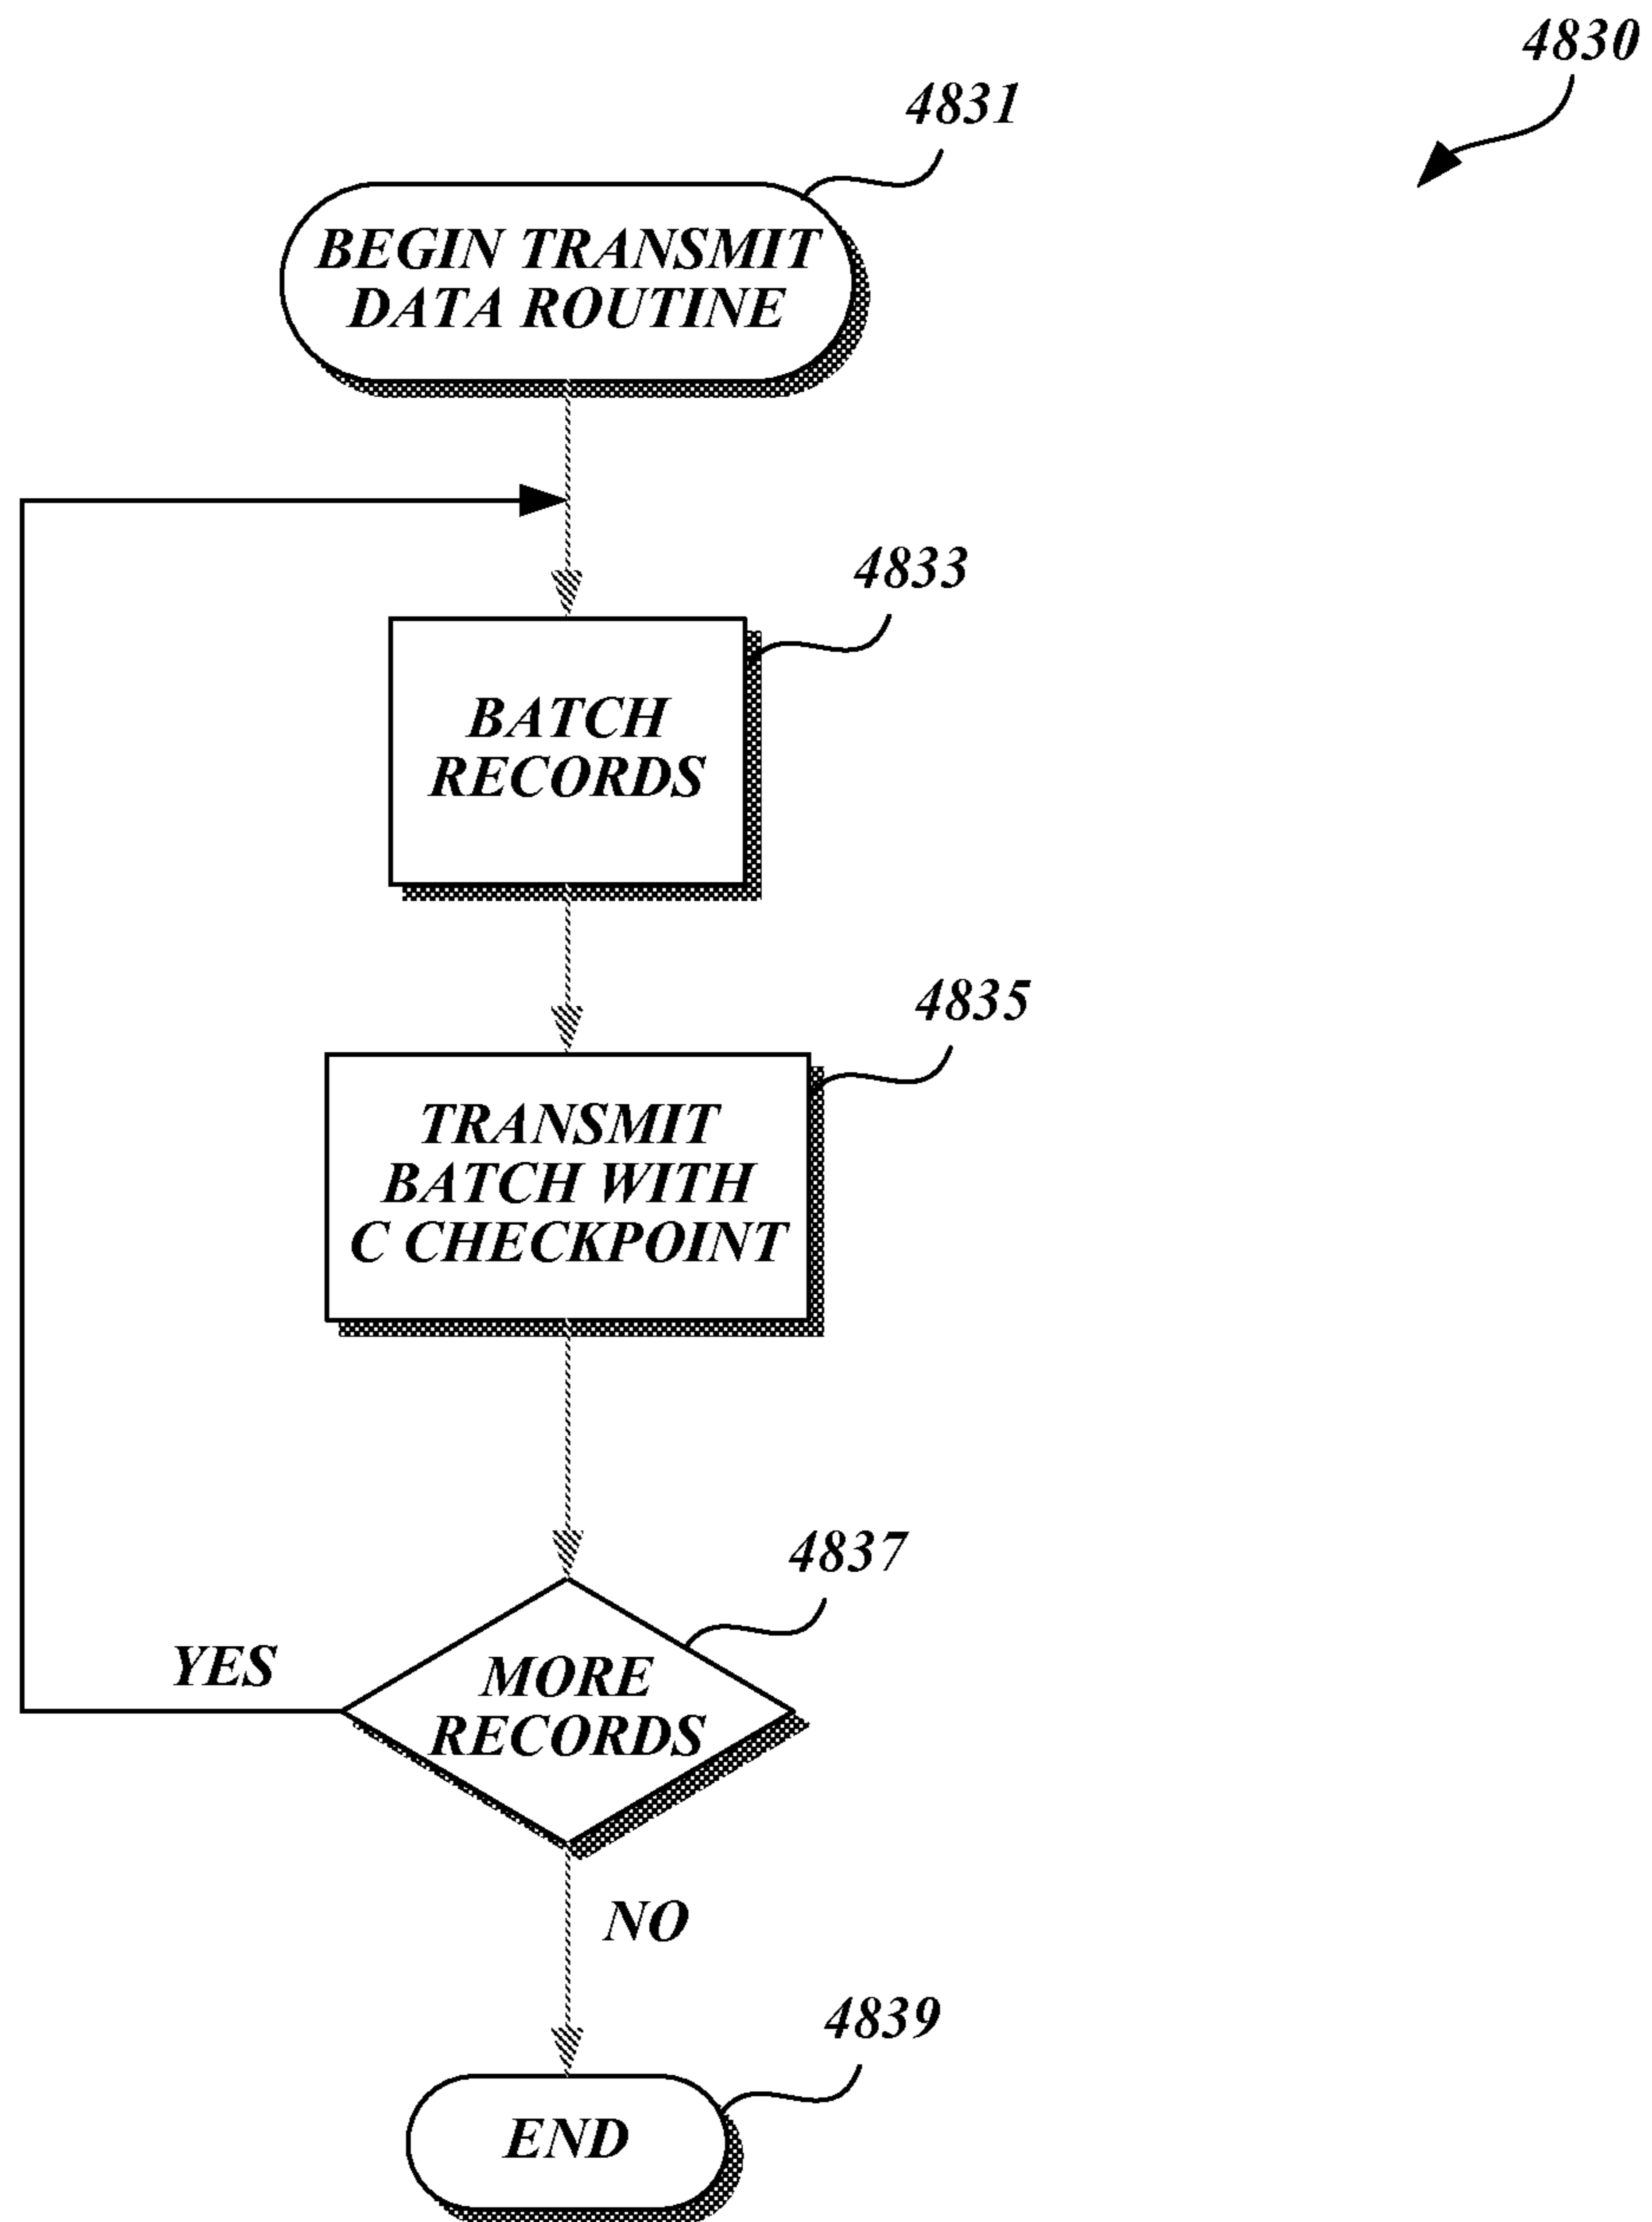 4830
4831
BEGIN TRANSMIT
DATA ROUTINE
4833
BATCH
RECORDS
4835
TRANSMIT
BATCH WITH
C CHECKPOINT
4837
YES
MORE
RECORDS
NO
4839
END